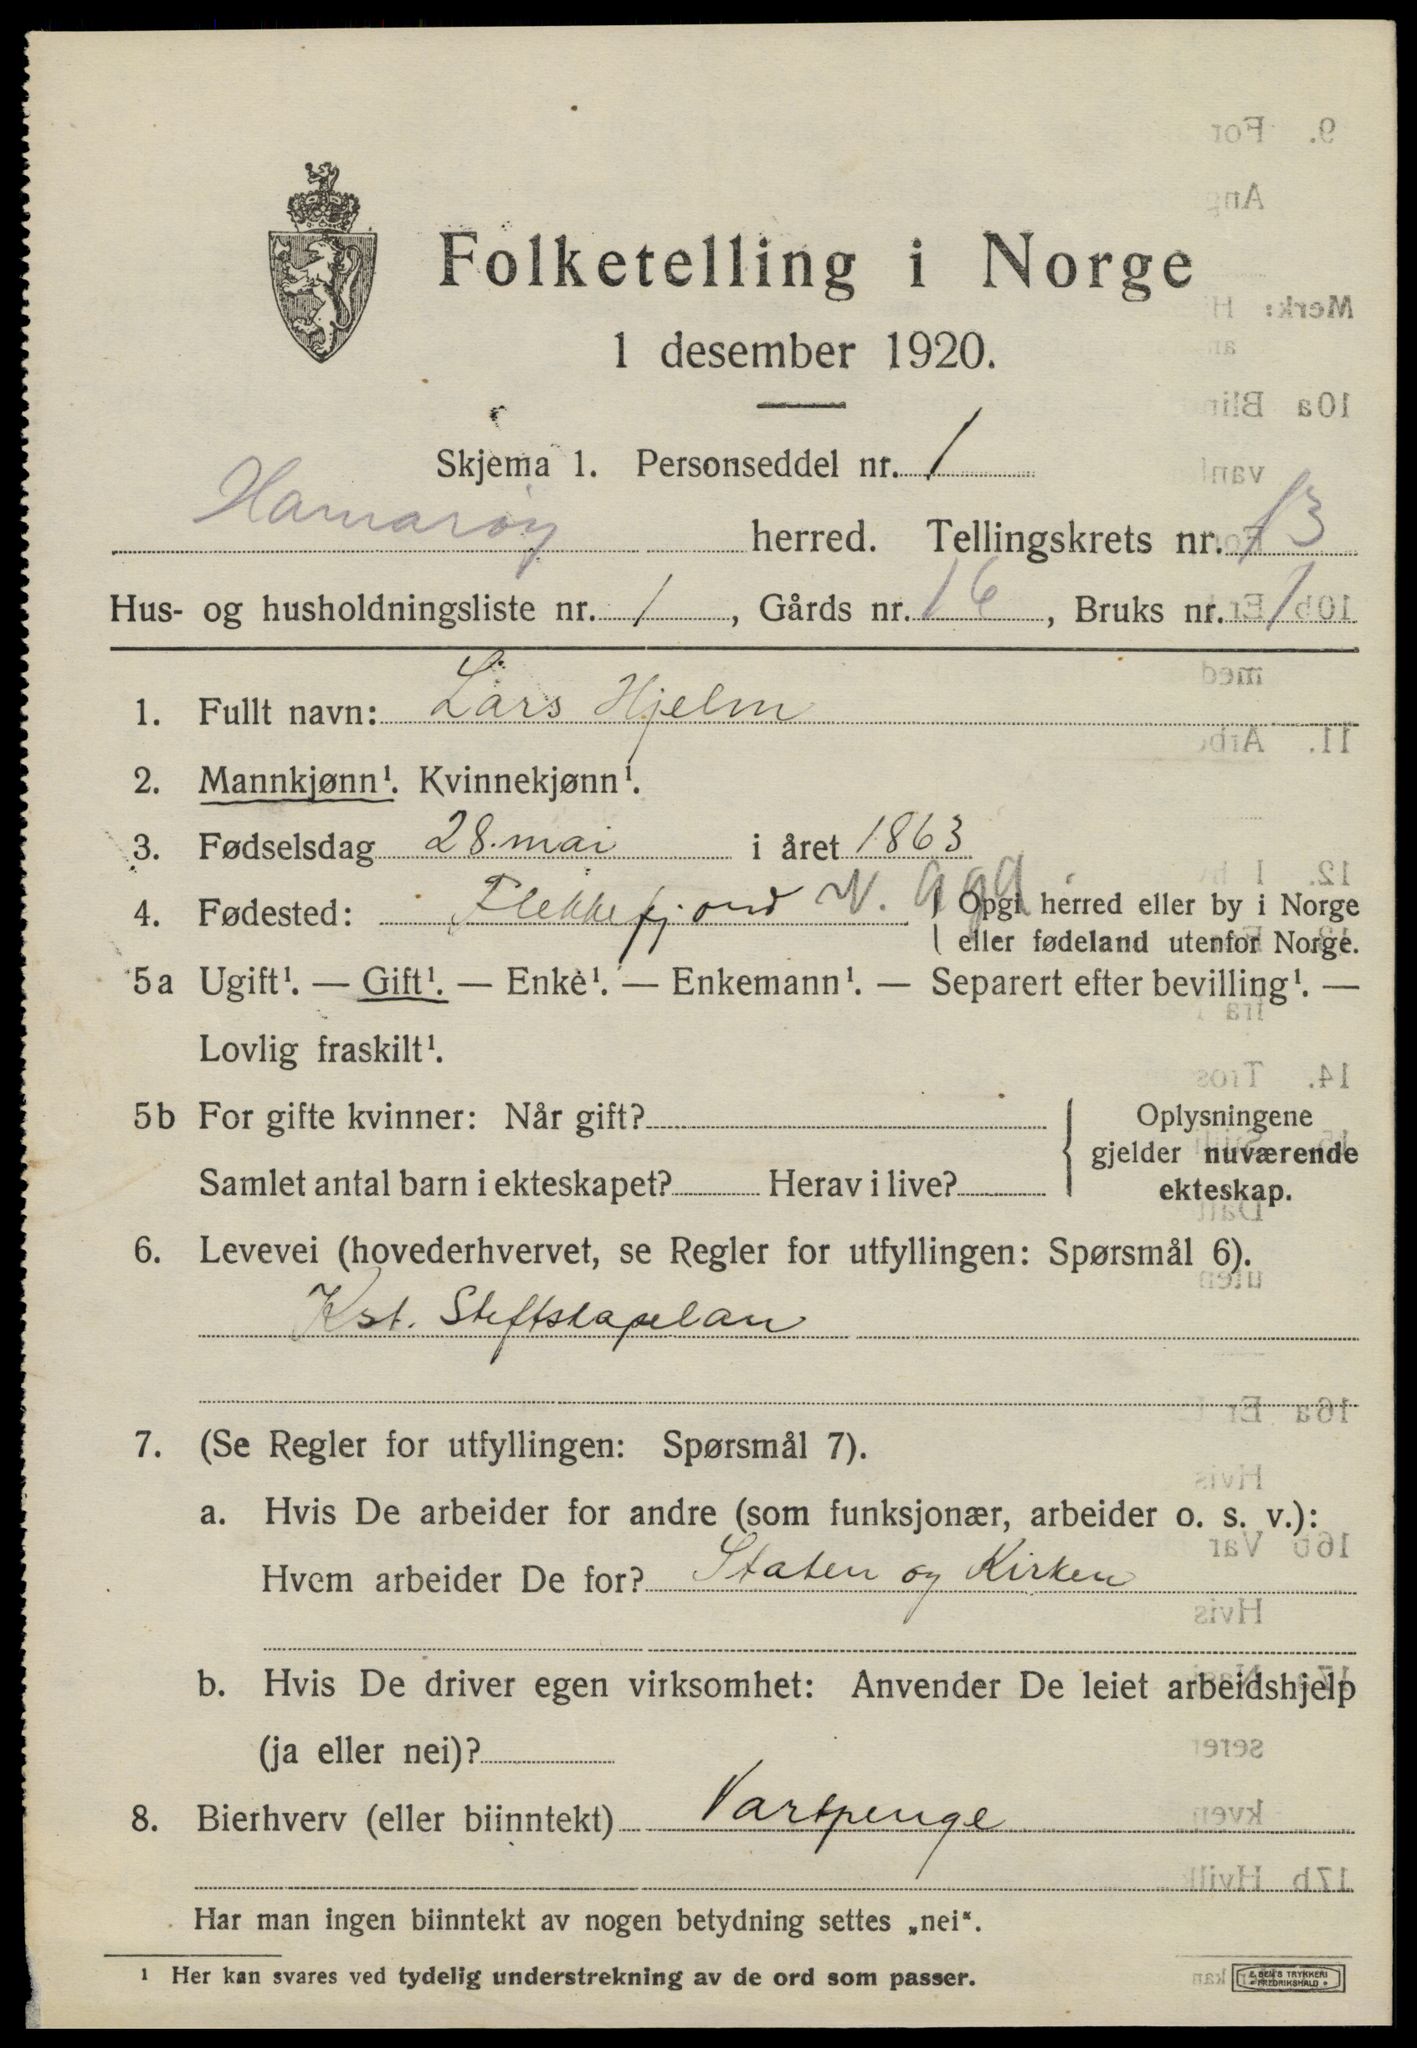 Folketelling i Norge
1 desember 1920.
Skjema 1. Personseddel nr. 1
Hamarøy herred. Tellingskrets nr. 13
Hus- og husholdningsliste nr. 1, Gårds nr. 16, Bruks nr. 1
1. Fullt navn: Lars Hjelm
2. Mannkjønn¹. Kvinnekjønn¹.
3. Fødselsdag 28. mai i året 1863
4. Fødested: Flekkefjord V. Agd { Opgi herred eller by i Norge
eller fødeland utenfor Norge.
5a Ugift¹. — Gift¹. — Enke¹. — Enkemann¹. — Separert efter bevilling¹. —
Lovlig fraskilt¹.
5b For gifte kvinner: Når gift?
Samlet antal barn i ekteskapet? Herav i live?
Oplysningene
gjelder nuværende
ekteskap.
6. Levevei (hovederhvervet, se Regler for utfyllingen: Spørsmål 6).
Kst. Stiftskapelan
7. (Se Regler for utfyllingen: Spørsmål 7).
a. Hvis De arbeider for andre (som funksjonær, arbeider o. s. v.):
Hvem arbeider De for? Staten og Kirken
b. Hvis De driver egen virksomhet: Anvender De leiet arbeidshjelp
(ja eller nei)?
8. Bierhverv (eller biinntekt) Vartpenge
Har man ingen biinntekt av nogen betydning settes „nei“.
¹ Her kan svares ved tydelig understrekning av de ord som passer.
E. SEM'S TRYKKERI
FREDRIKSHALD